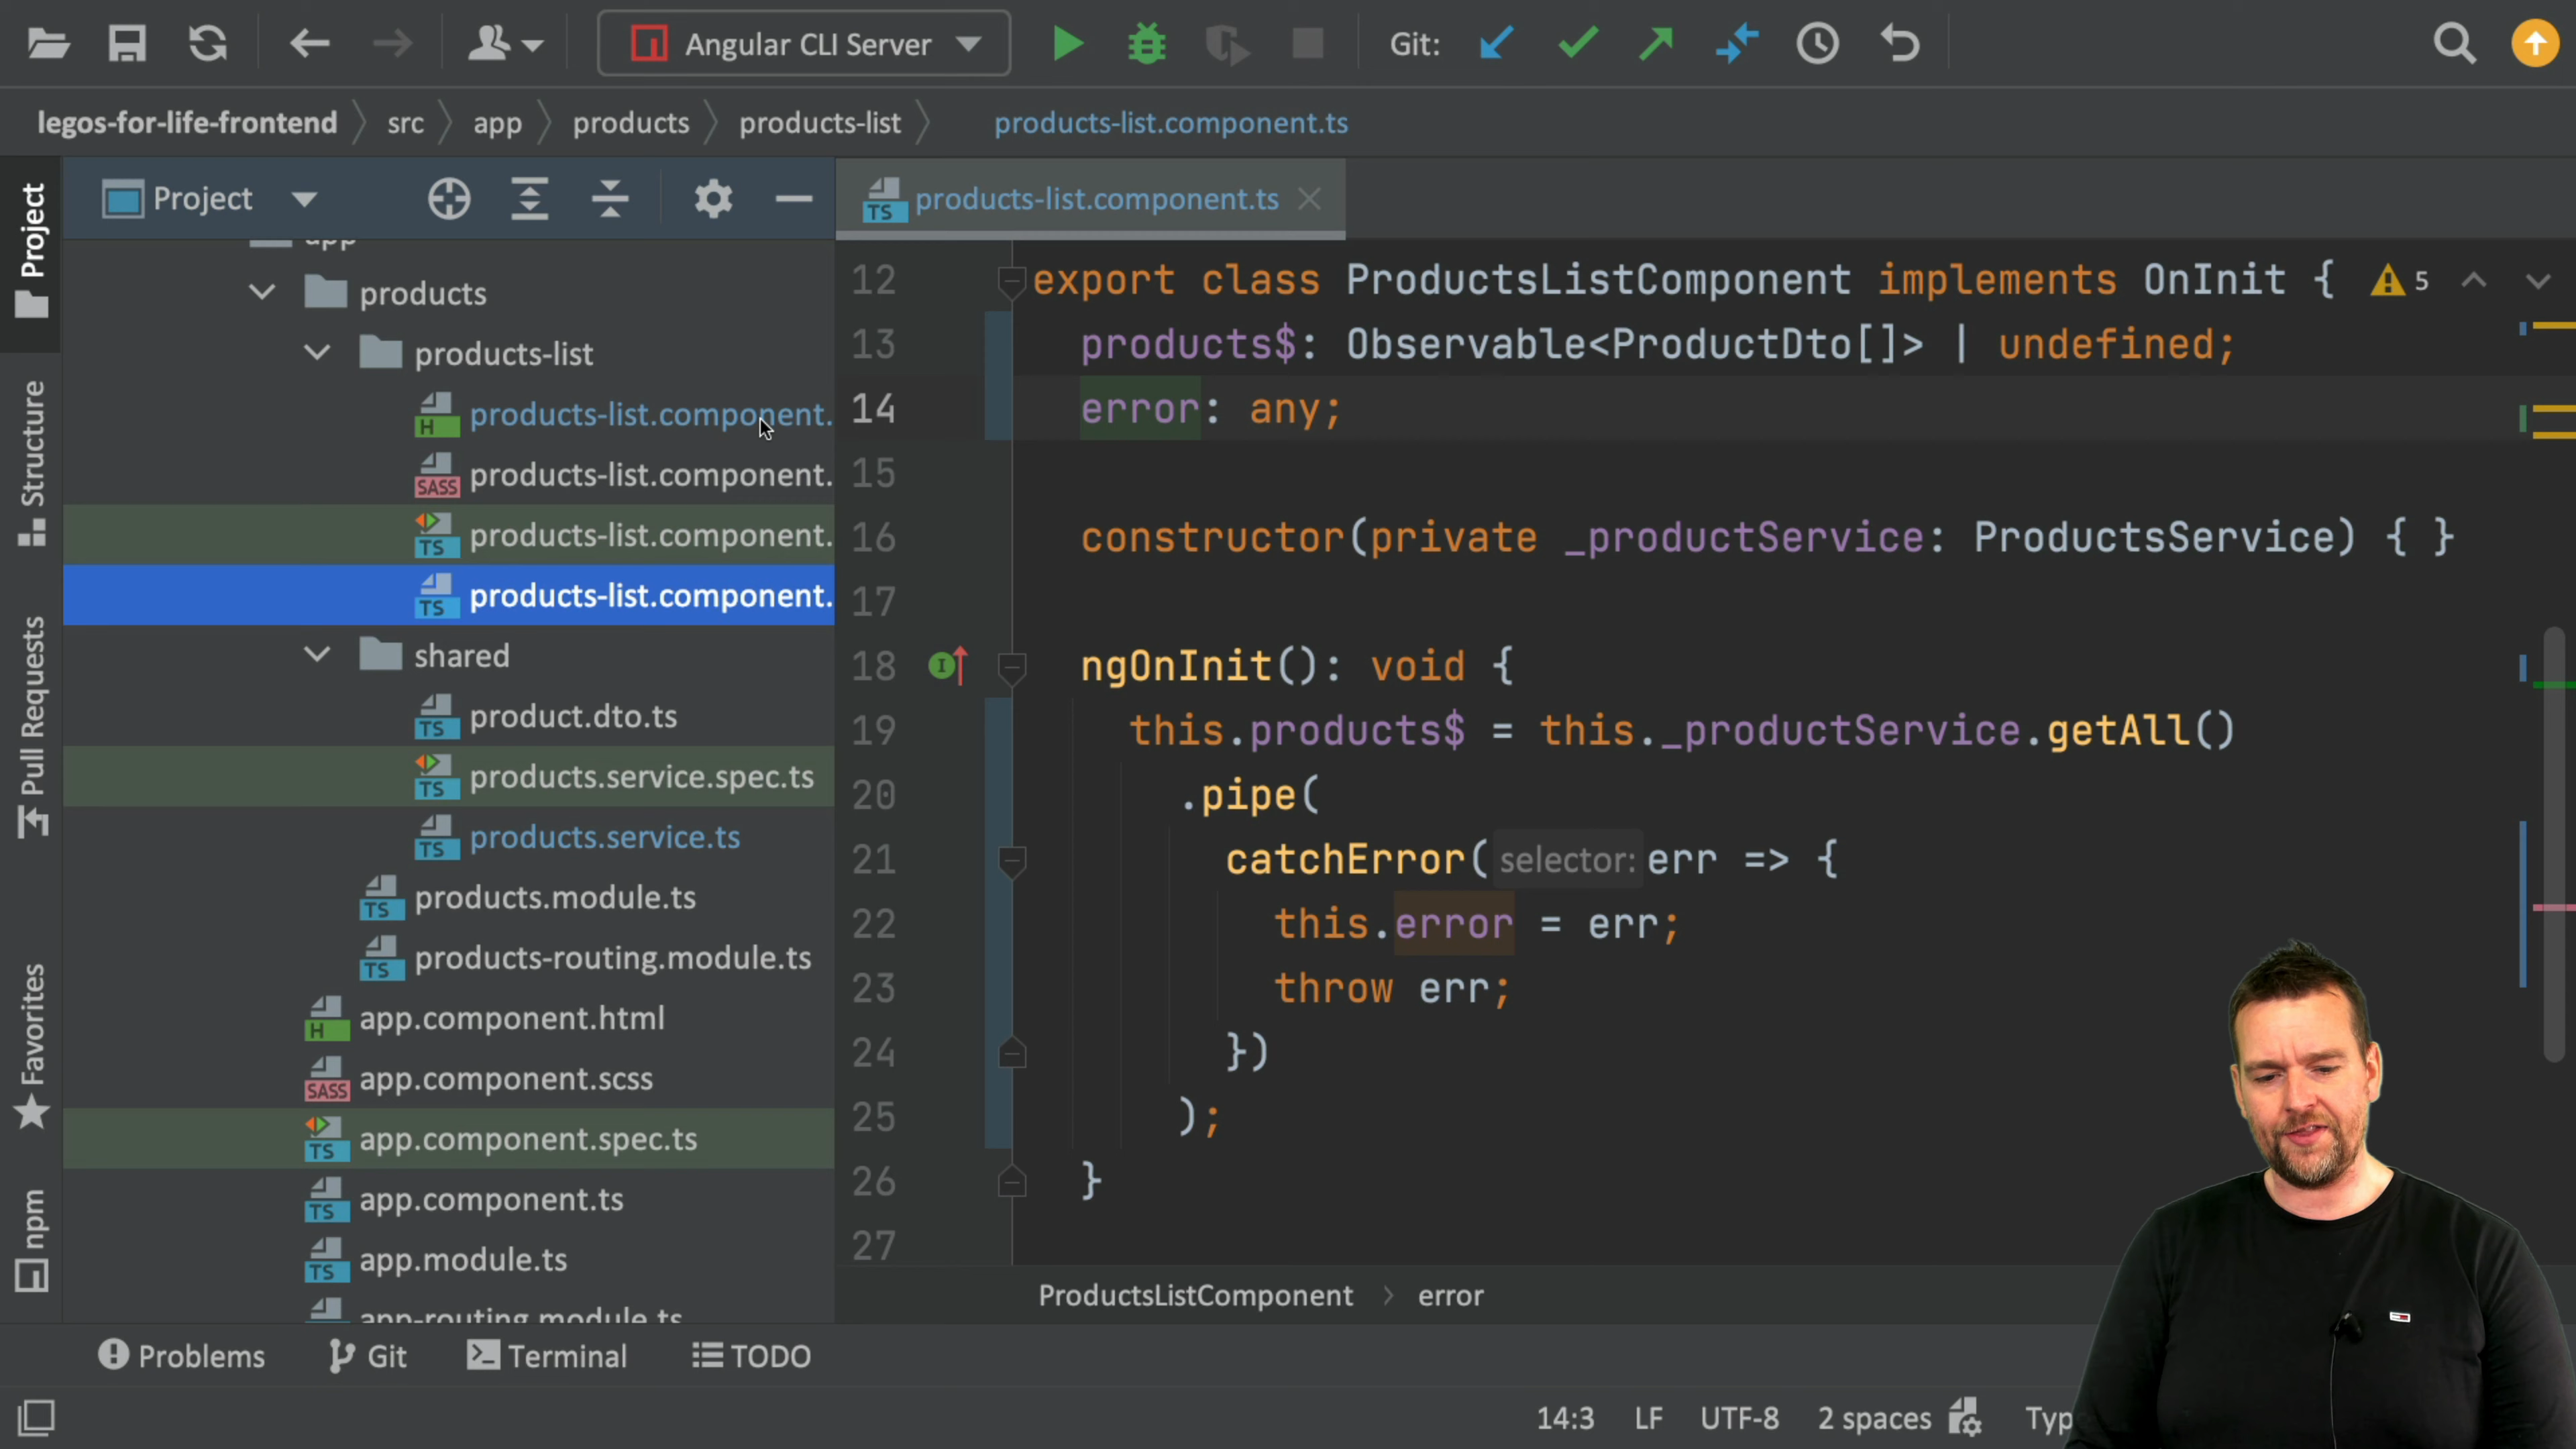 Angular CLI Server
Git:
legos-for-life-frontend src app products products-list products-list.component.ts
Project
products-list.component.ts
Project
Structure
Pull Requests
Favorites
npm
app
products
products-list
products-list.component.
products-list.component.
products-list.component.
products-list.component.
shared
product.dto.ts
products.service.spec.ts
products.service.ts
products.module.ts
products-routing.module.ts
app.component.html
app.component.scss
app.component.spec.ts
app.component.ts
app.module.ts
app-routing.module.ts
12 export class ProductsListComponent implements OnInit { 5
13 products$: Observable<ProductDto[]> | undefined;
14 error: any;
15
16 constructor(private _productService: ProductsService) { }
17
18 ngOnInit(): void {
19 this.products$ = this._productService.getAll()
20 .pipe(
21 catchError( selector: err => {
22 this.error = err;
23 throw err;
24 })
25 );
26 }
27
ProductsListComponent > error
Problems Git Terminal TODO
14:3 LF UTF-8 2 spaces Typ